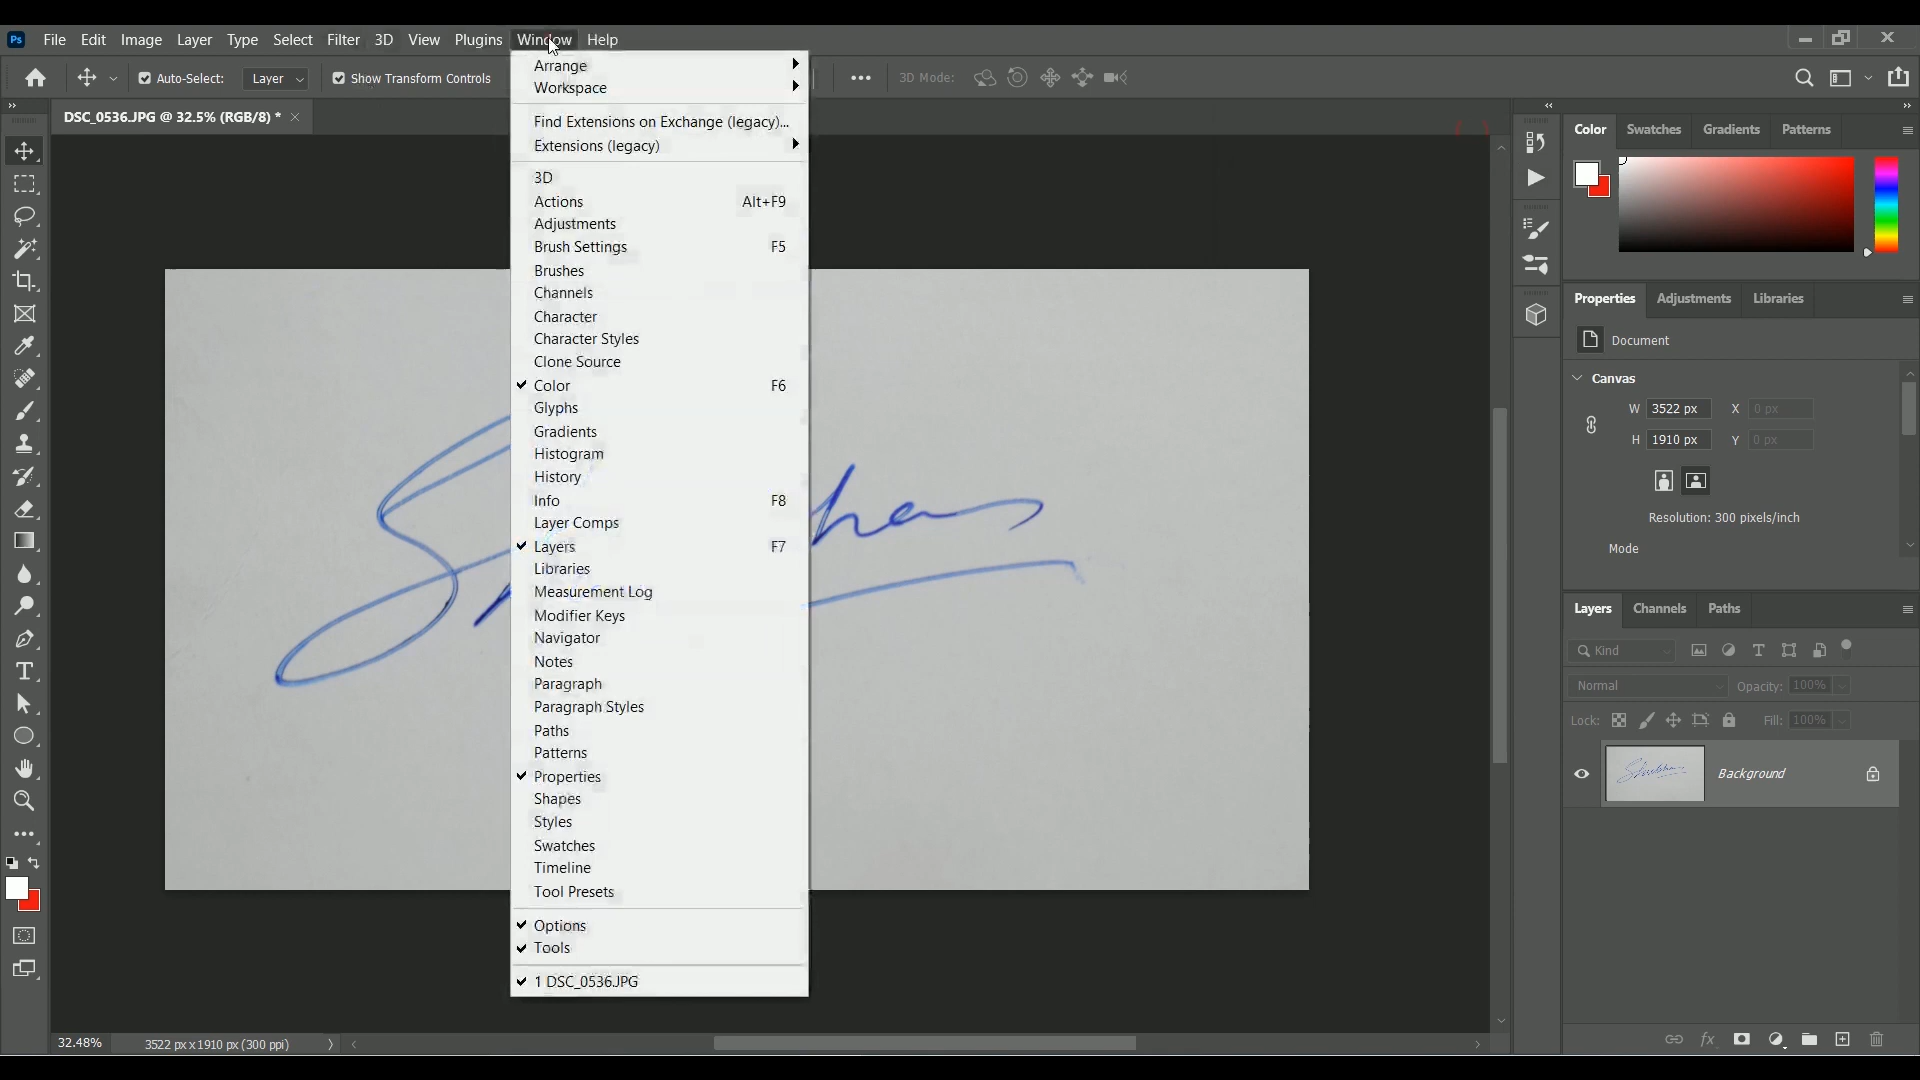 Ps File Edit Image Layer Type Select Filter 3D View Plugins Window Help
Auto-Select: Layer Show Transform Controls 3D Mode:
DSC_0536.JPG @ 32.5% (RGB/8) *
Arrange
Workspace
Find Extensions on Exchange (legacy)...
Extensions (legacy)
3D
Actions Alt+F9
Adjustments
Brush Settings F5
Brushes
Channels
Character
Character Styles
Clone Source
Color F6
Glyphs
Gradients
Histogram
History
Info F8
Layer Comps
Layers F7
Libraries
Measurement Log
Modifier Keys
Navigator
Notes
Paragraph
Paragraph Styles
Paths
Patterns
Properties
Shapes
Styles
Swatches
Timeline
Tool Presets
Options
Tools
1 DSC_0536.JPG
Color Swatches Gradients Patterns
Properties Adjustments Libraries
Document
Canvas
W 3522 px X 0 px
H 1910 px Y 0 px
Resolution: 300 pixels/inch
Mode
Layers Channels Paths
Kind
Normal Opacity: 100%
Lock: Fill: 100%
Background
32.48% 3522 px x 1910 px (300 ppi)